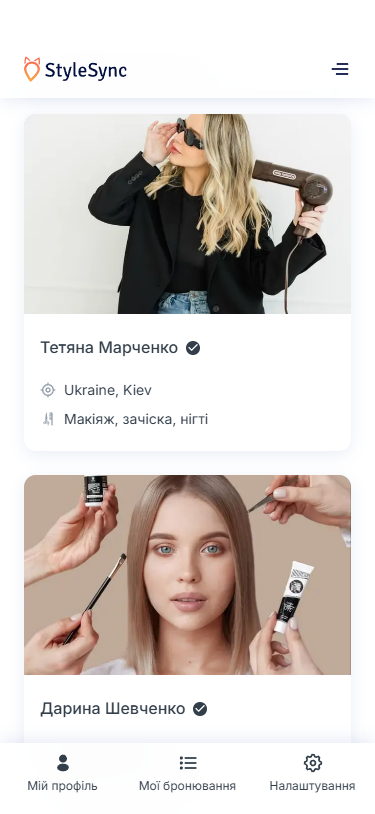 StyleSync
Тетяна Марченко
Ukraine, Kiev
Макіяж, зачіска, нігті
Дарина Шевченко
Мій профіль
Мої бронювання
Налаштування